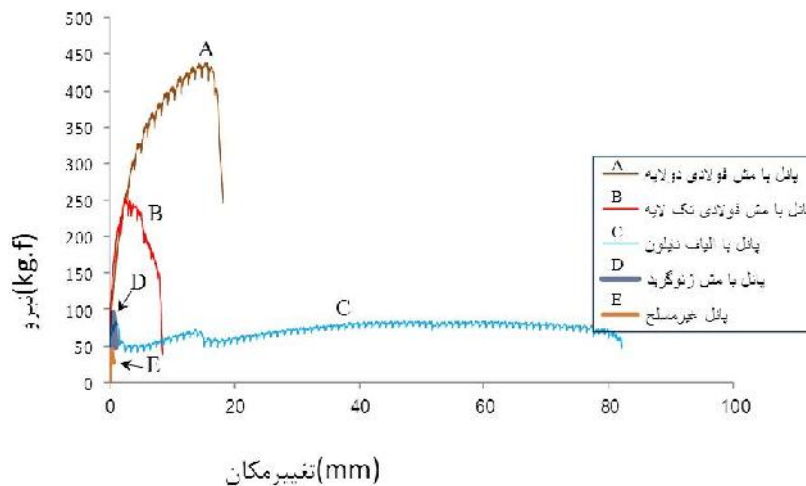 500
450
400
350
300
250
200
150
100
50
0
نیرو(kg.f)
A
B
C
D
E
0
20
40
60
80
100
تغییرمکان(mm)
A پانل با مش فولادی دولایه
B پانل با مش فولادی تک لایه
C پانل با الیاف نایلون
D پانل با مش ژئوگرید
E پانل غیرمسلح